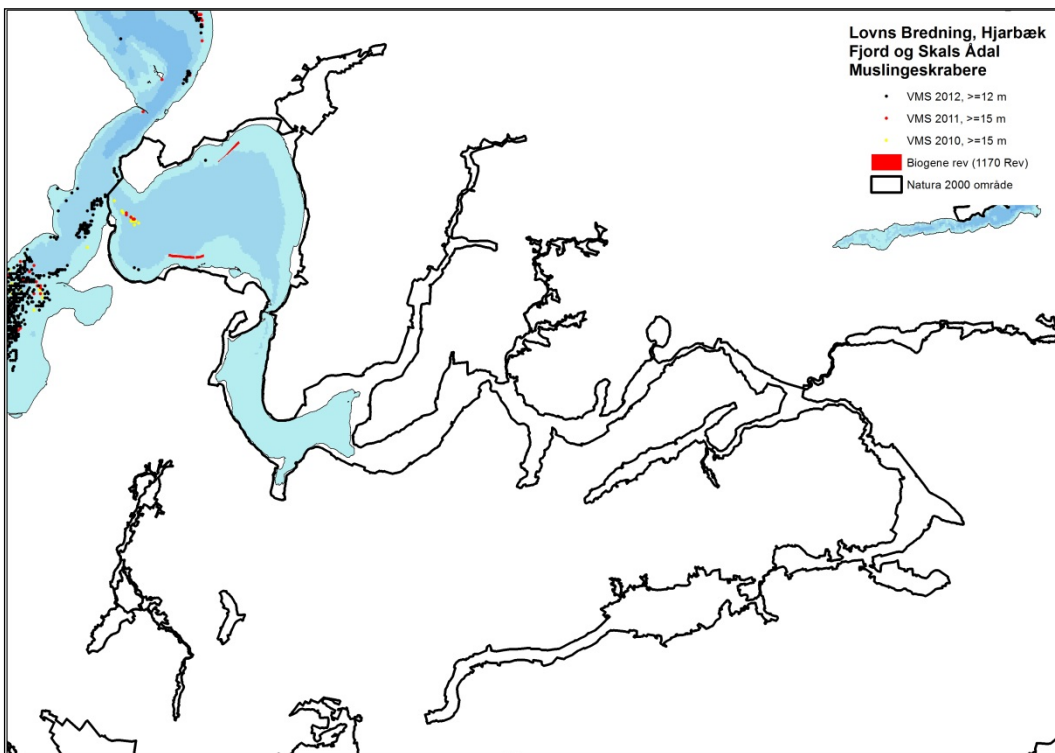 Lovns Bredning, Hjarbæk
Fjord og Skals Ådal
Muslingeskrabere
VMS 2012, >=12 m
VMS 2011, >=15 m
VMS 2010, >=15 m
Biogene rev (1170 Rev)
Natura 2000 område